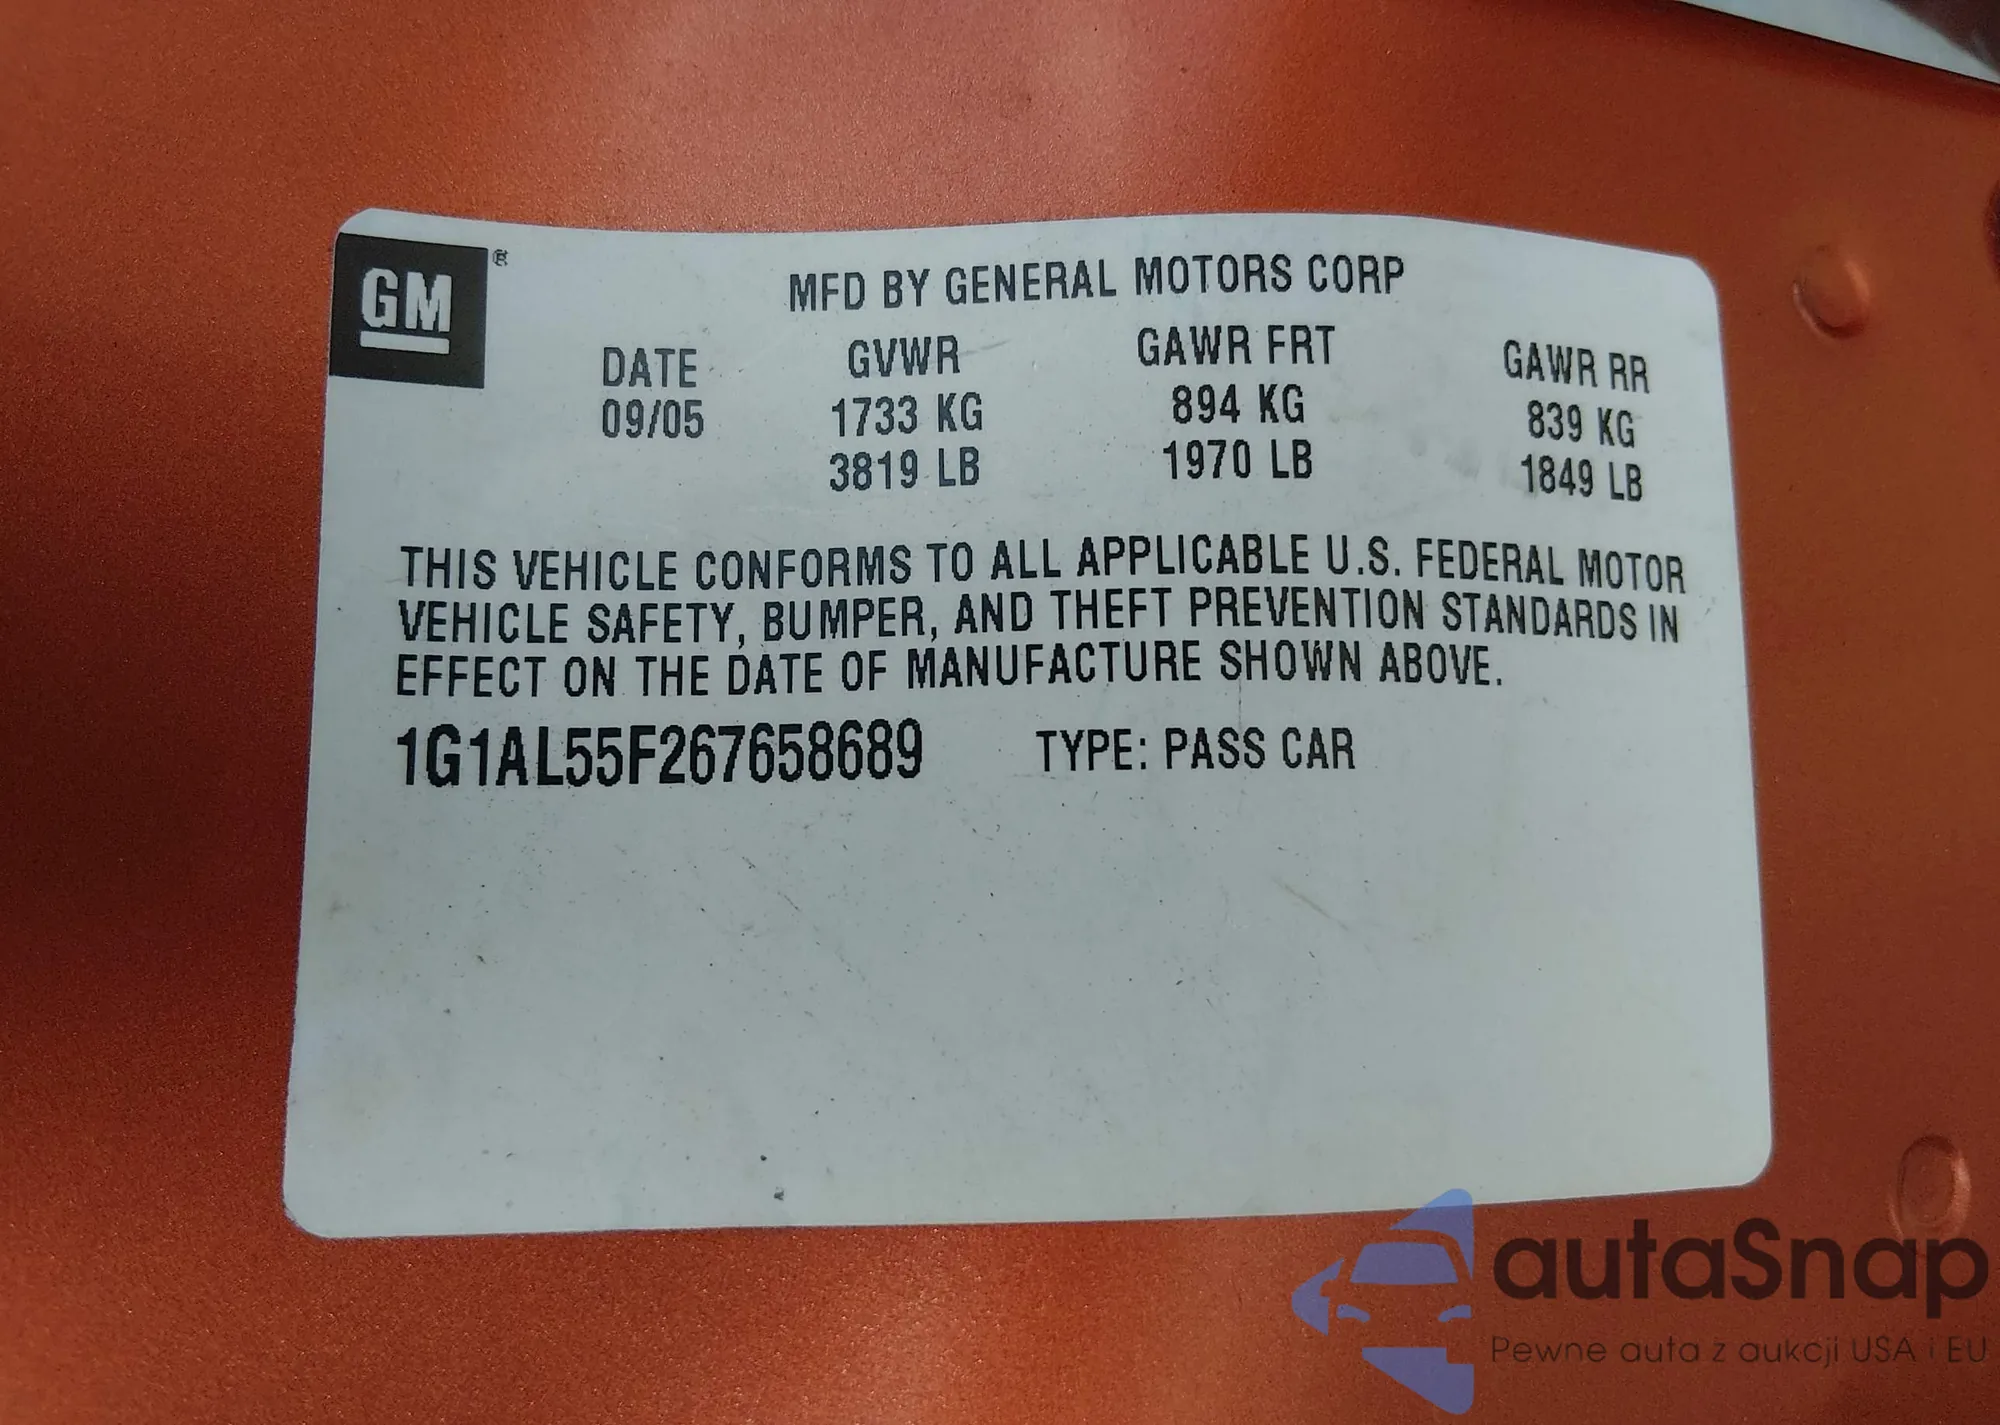 GM ®
MFD BY GENERAL MOTORS CORP
DATE GVWR GAWR FRT GAWR RR
09/05 1733 KG 894 KG 839 KG
3819 LB 1970 LB 1849 LB
THIS VEHICLE CONFORMS TO ALL APPLICABLE U.S. FEDERAL MOTOR
VEHICLE SAFETY, BUMPER, AND THEFT PREVENTION STANDARDS IN
EFFECT ON THE DATE OF MANUFACTURE SHOWN ABOVE.
1G1AL55F267658689 TYPE: PASS CAR
autaSnap
Pewne auta z aukcji USA i EU